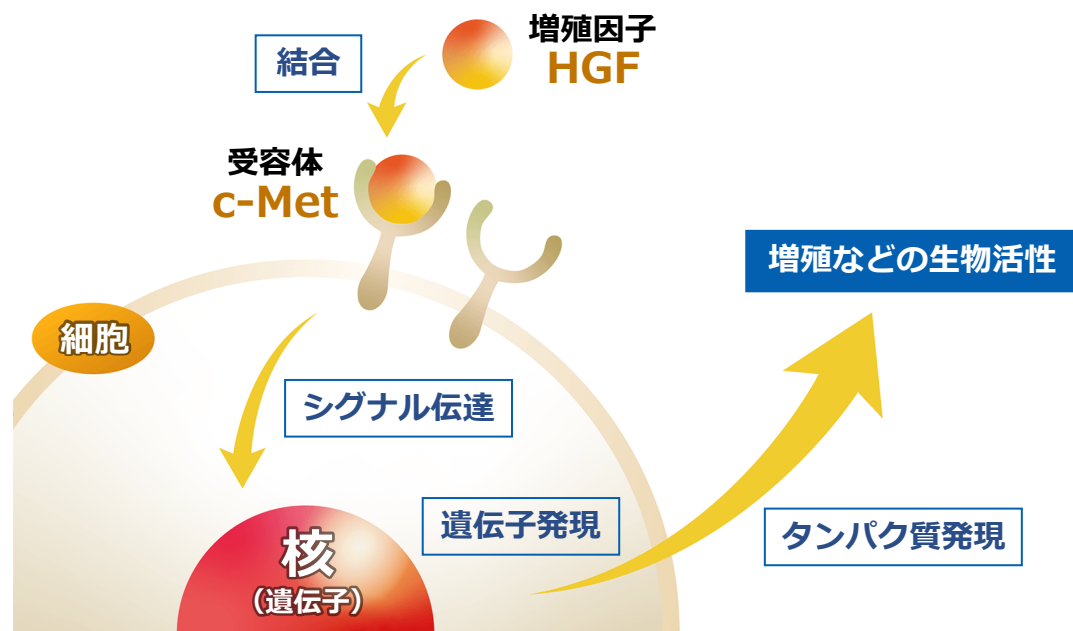 増殖因子
HGF
結合
受容体
c-Met
増殖などの生物活性
細胞
シグナル伝達
遺伝子発現
タンパク質発現
核
（遺伝子）